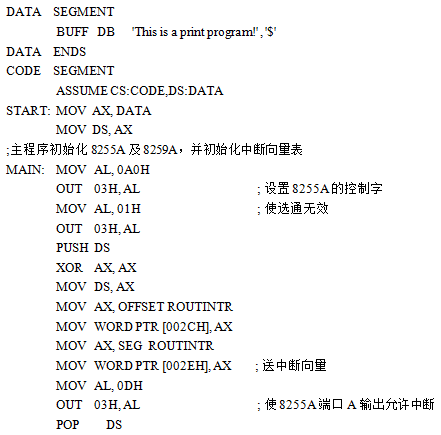 DATA SEGMENT
BUFF DB 'This is a print program!','$'
DATA ENDS
CODE SEGMENT
ASSUME CS:CODE,DS:DATA
START: MOV AX, DATA
MOV DS, AX
;主程序初始化 8255A 及 8259A，并初始化中断向量表
MAIN: MOV AL, 0A0H
OUT 03H, AL ; 设置 8255A 的控制字
MOV AL, 01H ; 使选通无效
OUT 03H, AL
PUSH DS
XOR AX, AX
MOV DS, AX
MOV AX, OFFSET ROUTINTR
MOV WORD PTR [002CH], AX
MOV AX, SEG ROUTINTR
MOV WORD PTR [002EH], AX ; 送中断向量
MOV AL, 0DH
OUT 03H, AL ; 使 8255A 端口 A 输出允许中断
POP DS